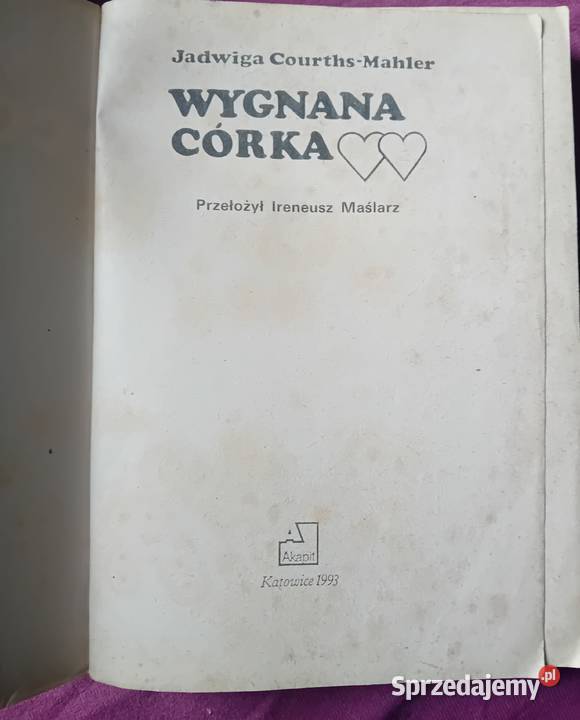 Jadwiga Courths-Mahler
WYGNANA
CÓRKA
Przełożył Ireneusz Maślarz
Akapit
Katowice 1993
Sprzedajemy.pl